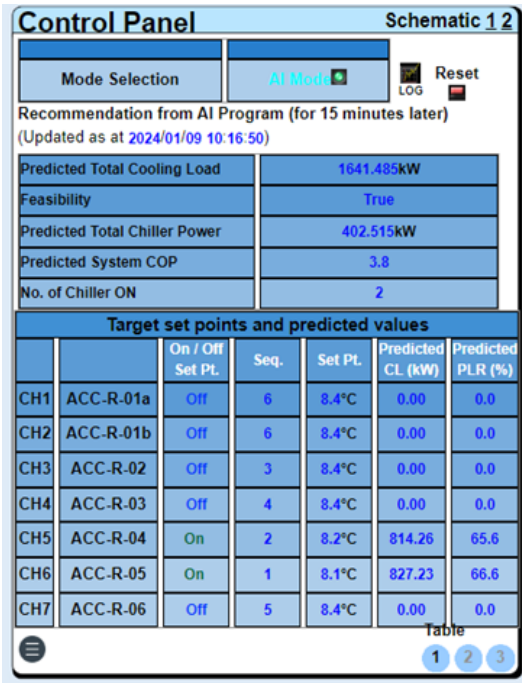 Control Panel Schematic 1 2
Mode Selection AI Mode LOG Reset
Recommendation from AI Program (for 15 minutes later)
(Updated as at 2024/01/09 10:16:50)
Predicted Total Cooling Load 1641.485kW
Feasibility True
Predicted Total Chiller Power 402.515kW
Predicted System COP 3.8
No. of Chiller ON 2
Target set points and predicted values
On / Off Set Pt. Seq. Set Pt. Predicted CL (kW) Predicted PLR (%)
CH1 ACC-R-01a Off 6 8.4°C 0.00 0.0
CH2 ACC-R-01b Off 6 8.4°C 0.00 0.0
CH3 ACC-R-02 Off 3 8.4°C 0.00 0.0
CH4 ACC-R-03 Off 4 8.4°C 0.00 0.0
CH5 ACC-R-04 On 2 8.2°C 814.26 65.6
CH6 ACC-R-05 On 1 8.1°C 827.23 66.6
CH7 ACC-R-06 Off 5 8.4°C 0.00 0.0
Table
1 2 3